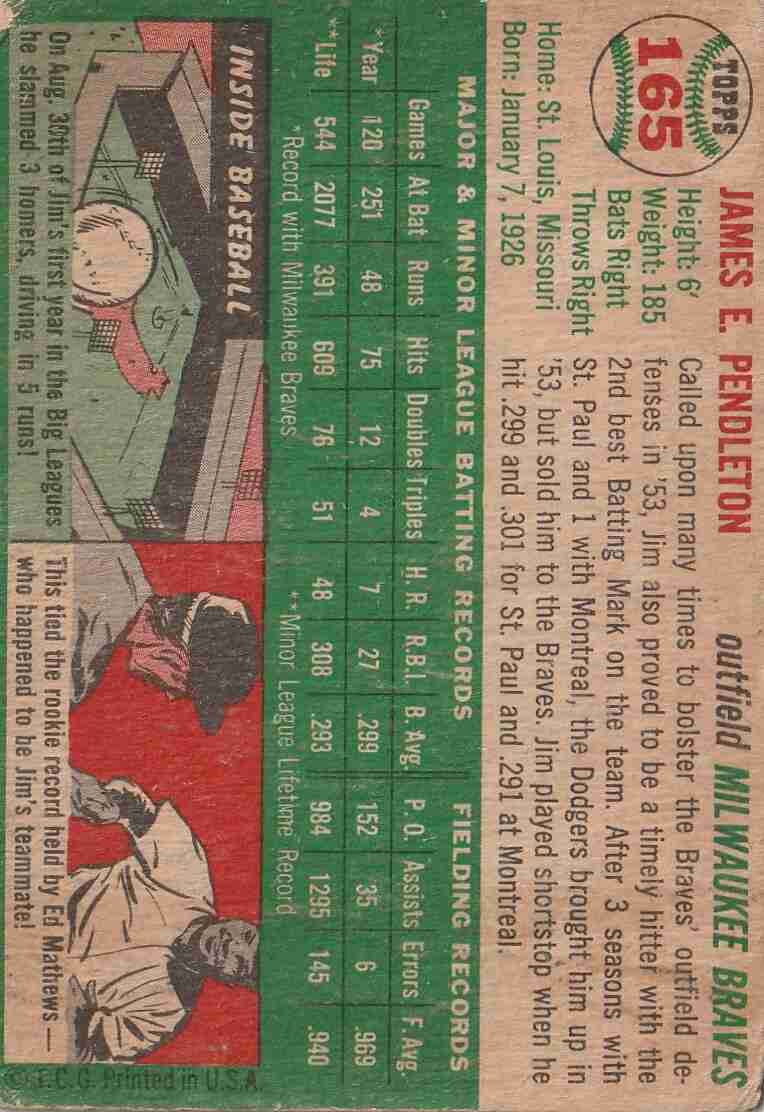 TOPPS
165
JAMES E. PENDLETON
outfield MILWAUKEE BRAVES
Height: 6'
Weight: 185
Bats Right
Throws Right
Home: St. Louis, Missouri
Born: January 7, 1926
Called upon many times to bolster the Braves' outfield de-
fenses in '53, Jim also proved to be a timely hitter with the
2nd best Batting Mark on the team. After 3 seasons with
St. Paul and 1 with Montreal, the Dodgers brought him up in
'53, but sold him to the Braves. Jim played shortstop when he
hit .299 and .301 for St. Paul and .291 at Montreal.
MAJOR & MINOR LEAGUE BATTING RECORDS FIELDING RECORDS
Games At Bat Runs Hits Doubles Triples H. R. R.B.I. B. Avg. P. O. Assists Errors F. Avg.
*Year 120 251 48 75 12 4 7 27 .299 152 35 6 .969
**Life 544 2077 391 609 76 51 48 308 .293 984 1295 145 .940
*Record with Milwaukee Braves **Minor League Lifetime Record
INSIDE BASEBALL
On Aug. 30th of Jim's first year in the Big Leagues
he slammed 3 homers, driving in 5 runs!
This tied the rookie record held by Ed Mathews —
who happened to be Jim's teammate!
© T.C.G. Printed in U.S.A.